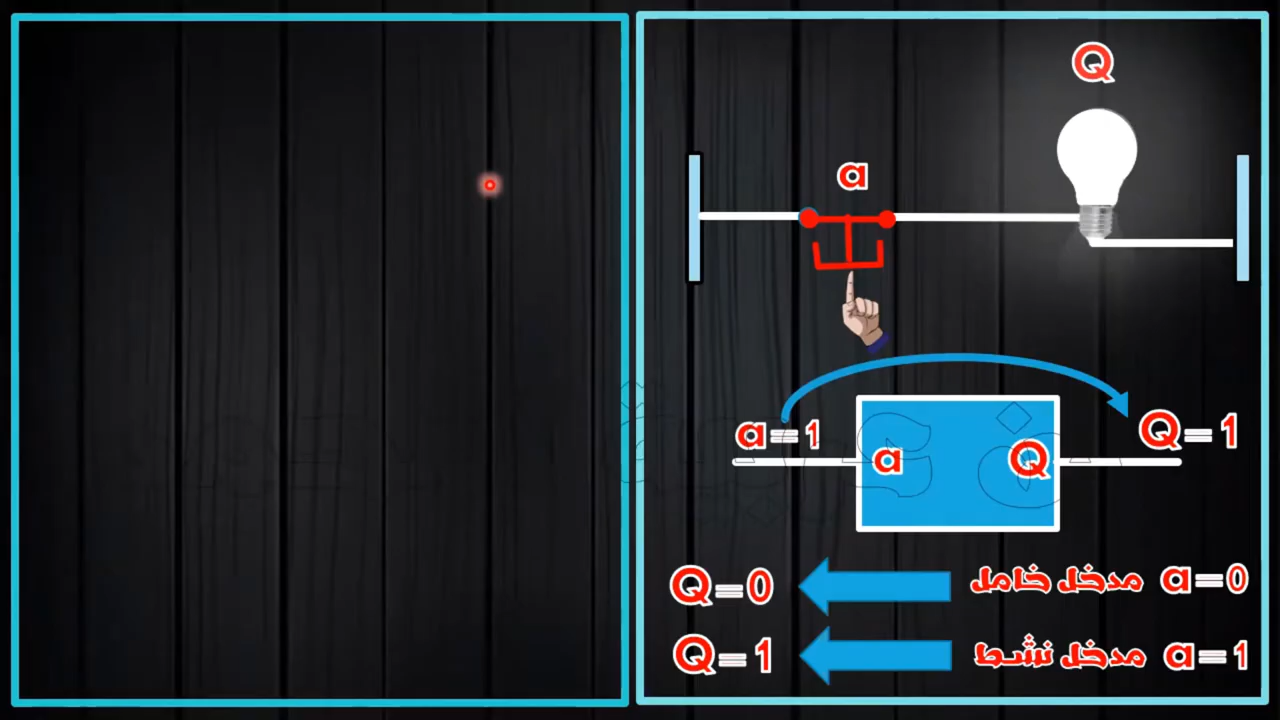 Q
a
a=1
Q=1
a
Q
a=0 مدخل خامل
Q=0
a=1 مدخل نشط
Q=1